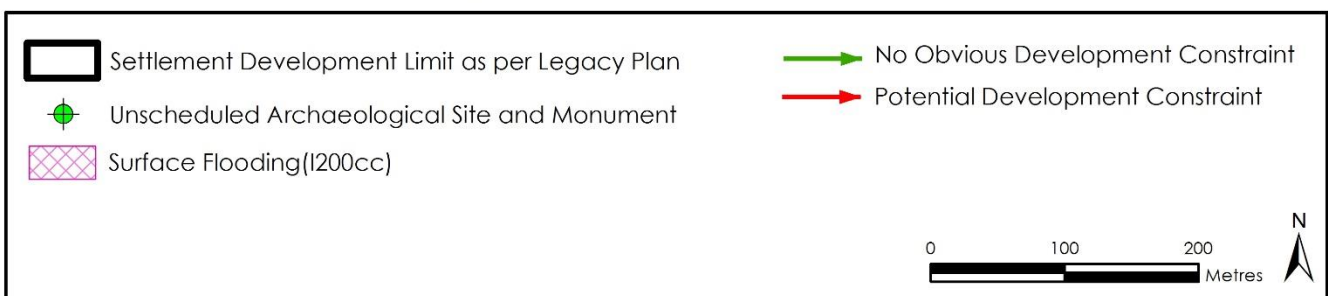 Settlement Development Limit as per Legacy Plan
Unscheduled Archaeological Site and Monument
Surface Flooding(I200cc)
No Obvious Development Constraint
Potential Development Constraint
0 100 200
Metres
N